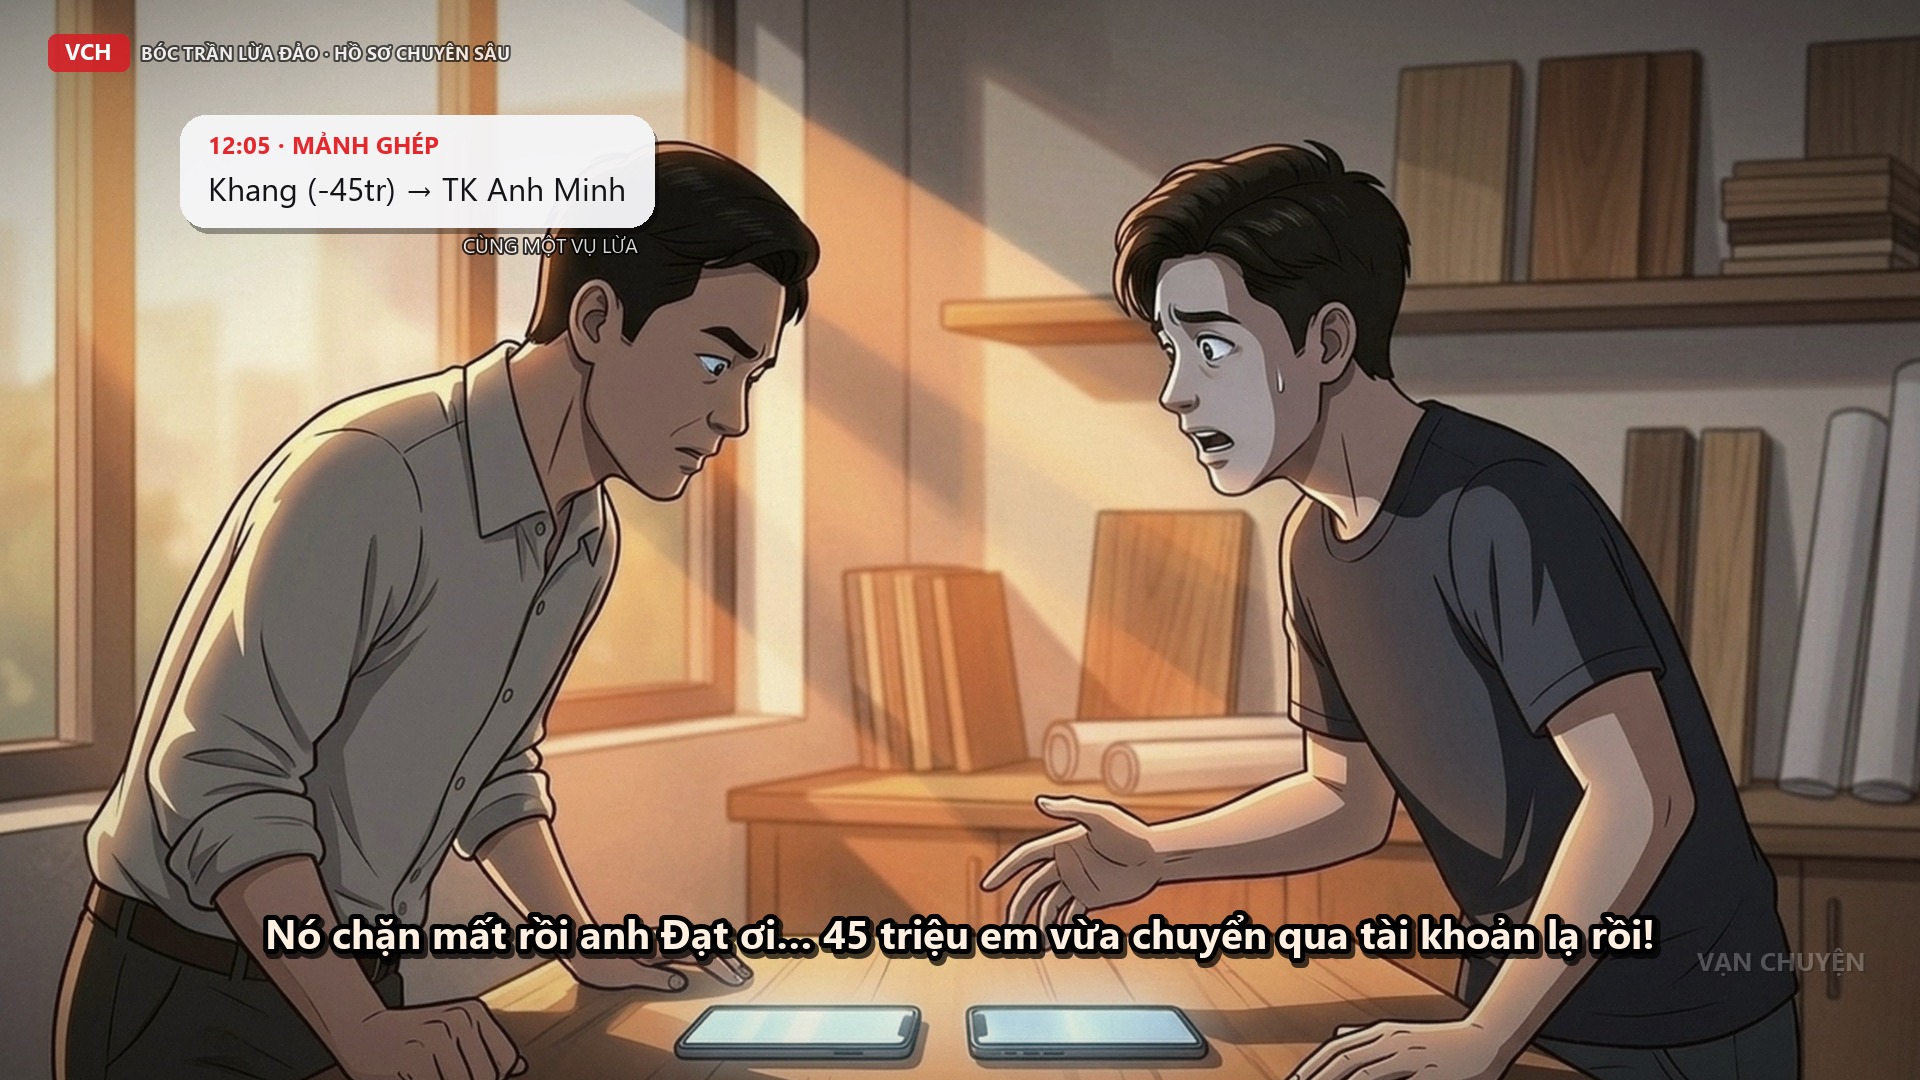 VCH BÓC TRẦN LỪA ĐẢO · HỒ SƠ CHUYÊN SÂU
12:05 · MẢNH GHÉP
Khang (-45tr) → TK Anh Minh
CÙNG MỘT VỤ LỪA
Nó chặn mất rồi anh Đạt ơi... 45 triệu em vừa chuyển qua tài khoản lạ rồi!
VẠN CHUYỆN